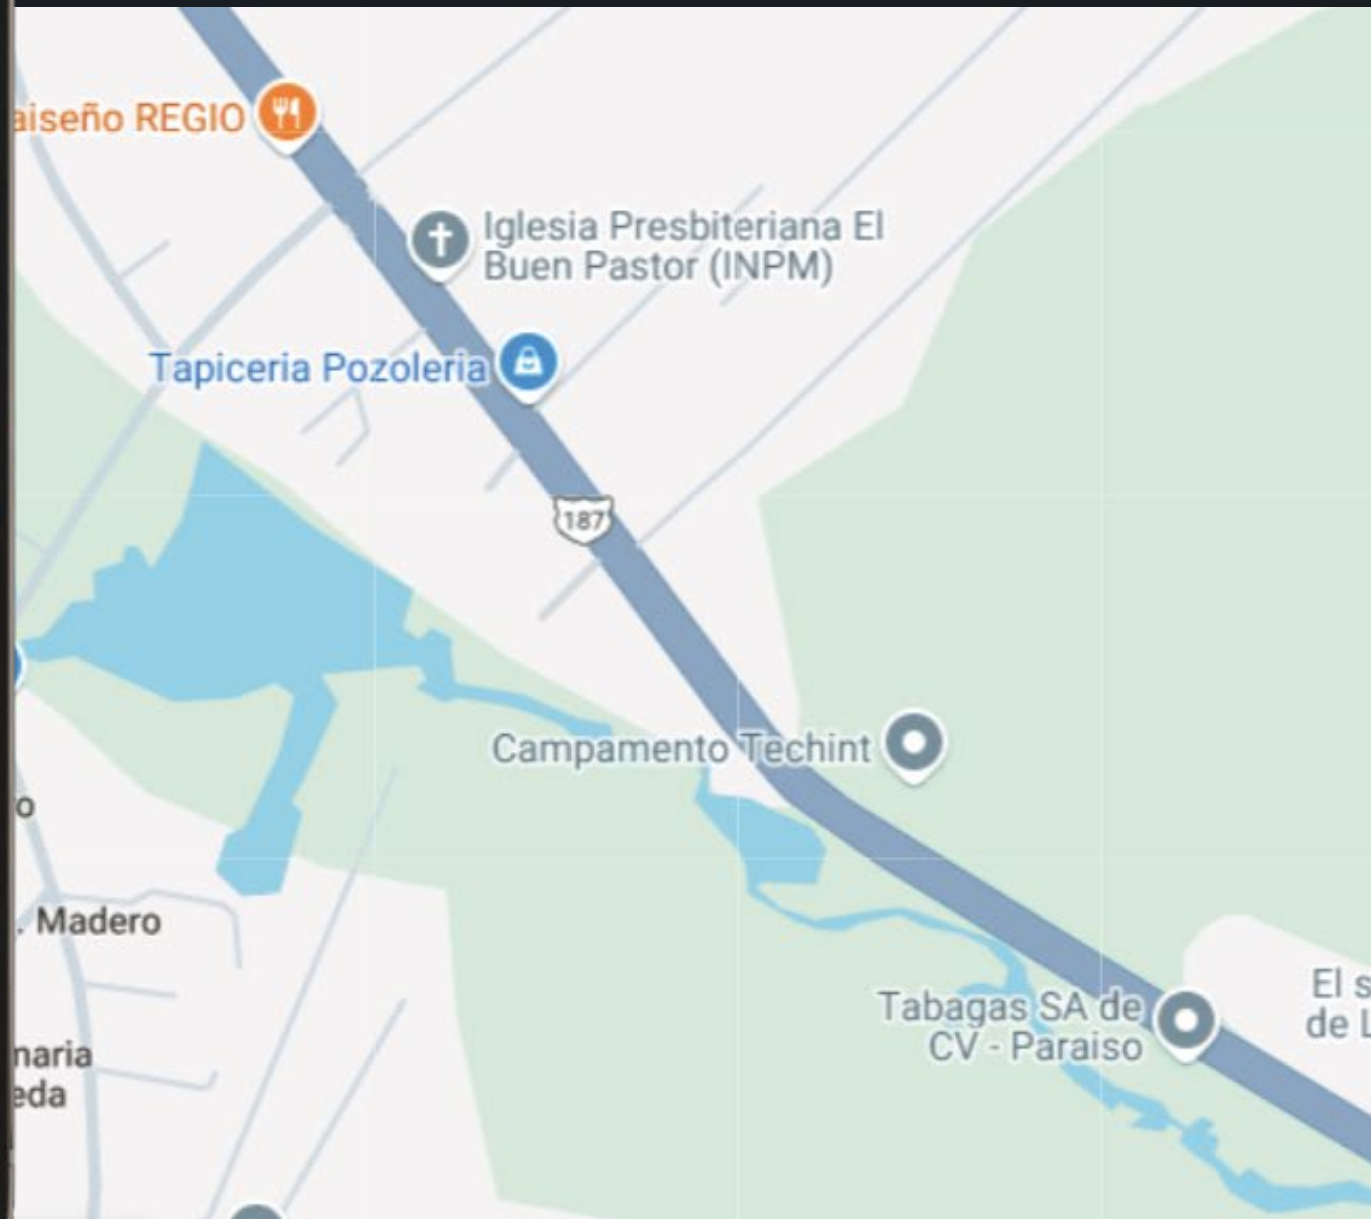 aiseño REGIO
Iglesia Presbiteriana El
Buen Pastor (INPM)
Tapiceria Pozoleria
187
Campamento Techint
o
. Madero
El s
de L
Tabagas SA de
CV - Paraiso
naria
eda